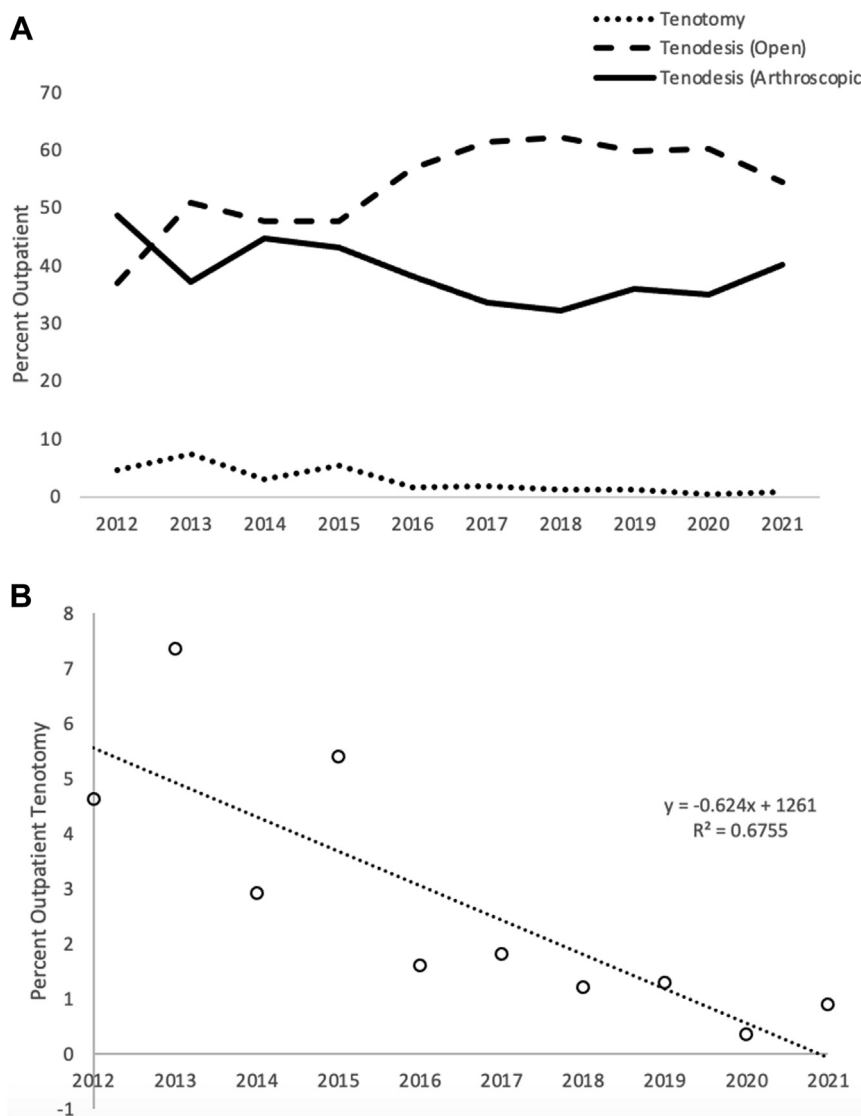 A
Tenotomy
Tenodesis (Open)
Tenodesis (Arthroscopic
Percent Outpatient
70
60
50
40
30
20
10
0
2012 2013 2014 2015 2016 2017 2018 2019 2020 2021
B
Percent Outpatient Tenotomy
8
7
6
5
4
3
2
1
0
-1
y = -0.624x + 1261
R² = 0.6755
2012 2013 2014 2015 2016 2017 2018 2019 2020 2021